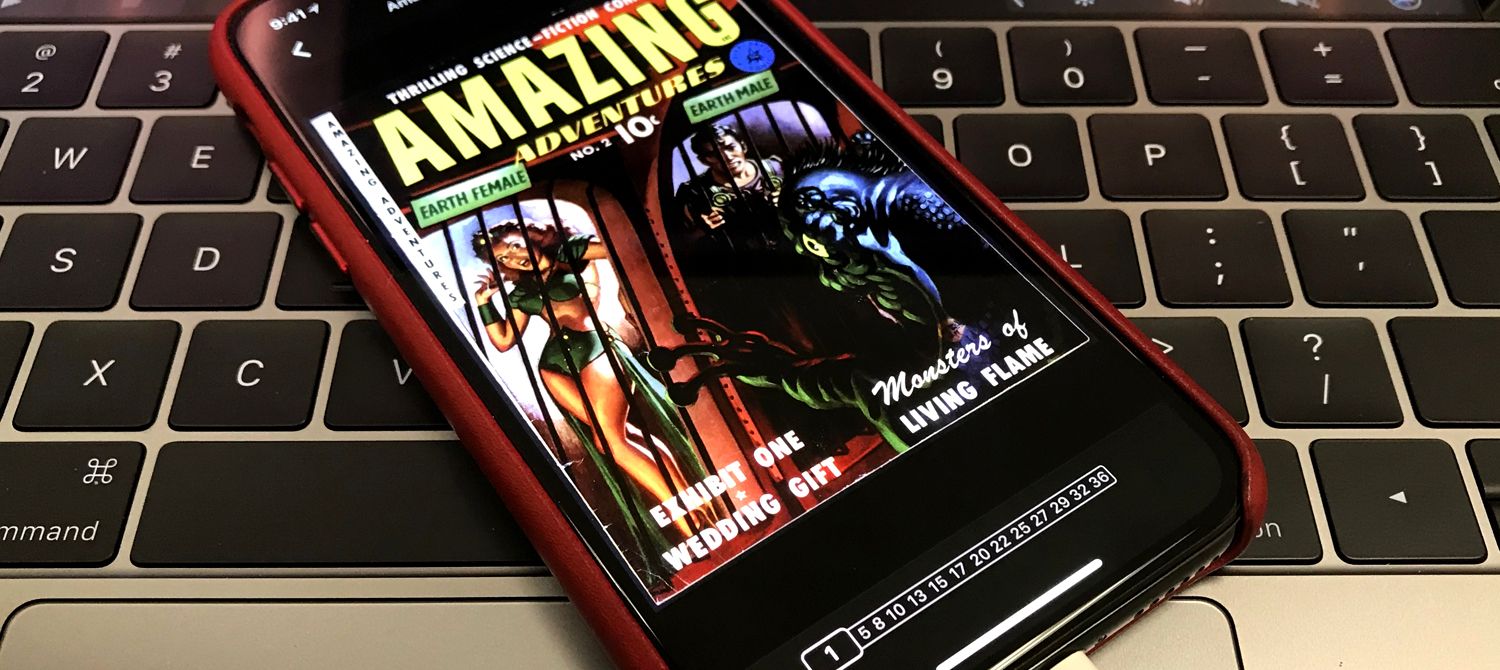 9:41
THRILLING SCIENCE-FICTION
AMAZING
ADVENTURES
NO. 2 10¢
AMAZING ADVENTURES
EARTH FEMALE
EARTH MALE
Monsters of
LIVING FLAME
EXHIBIT ONE
WEDDING GIFT
1 5 8 10 13 15 17 20 22 25 27 29 32 36
@ # ( ) _ +
2 3 9 0 - =
W E O P { [ } ]
S D L : ; " '
X C V > ? /
⌘
mmand
on